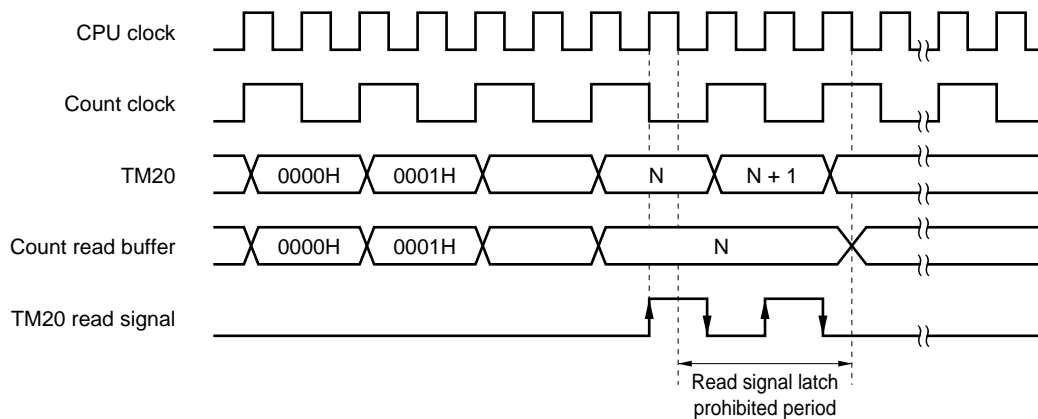 CPU clock
Count clock
TM20 0000H 0001H N N + 1
Count read buffer 0000H 0001H N
TM20 read signal
Read signal latch
prohibited period